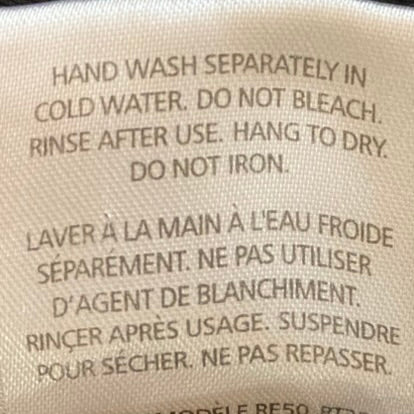 HAND WASH SEPARATELY IN
COLD WATER. DO NOT BLEACH.
RINSE AFTER USE. HANG TO DRY.
DO NOT IRON.
LAVER À LA MAIN À L'EAU FROIDE
SÉPAREMENT. NE PAS UTILISER
D'AGENT DE BLANCHIMENT.
RINÇER APRÈS USAGE. SUSPENDRE
POUR SÉCHER. NE PAS REPASSER.
MODÈLE RE50